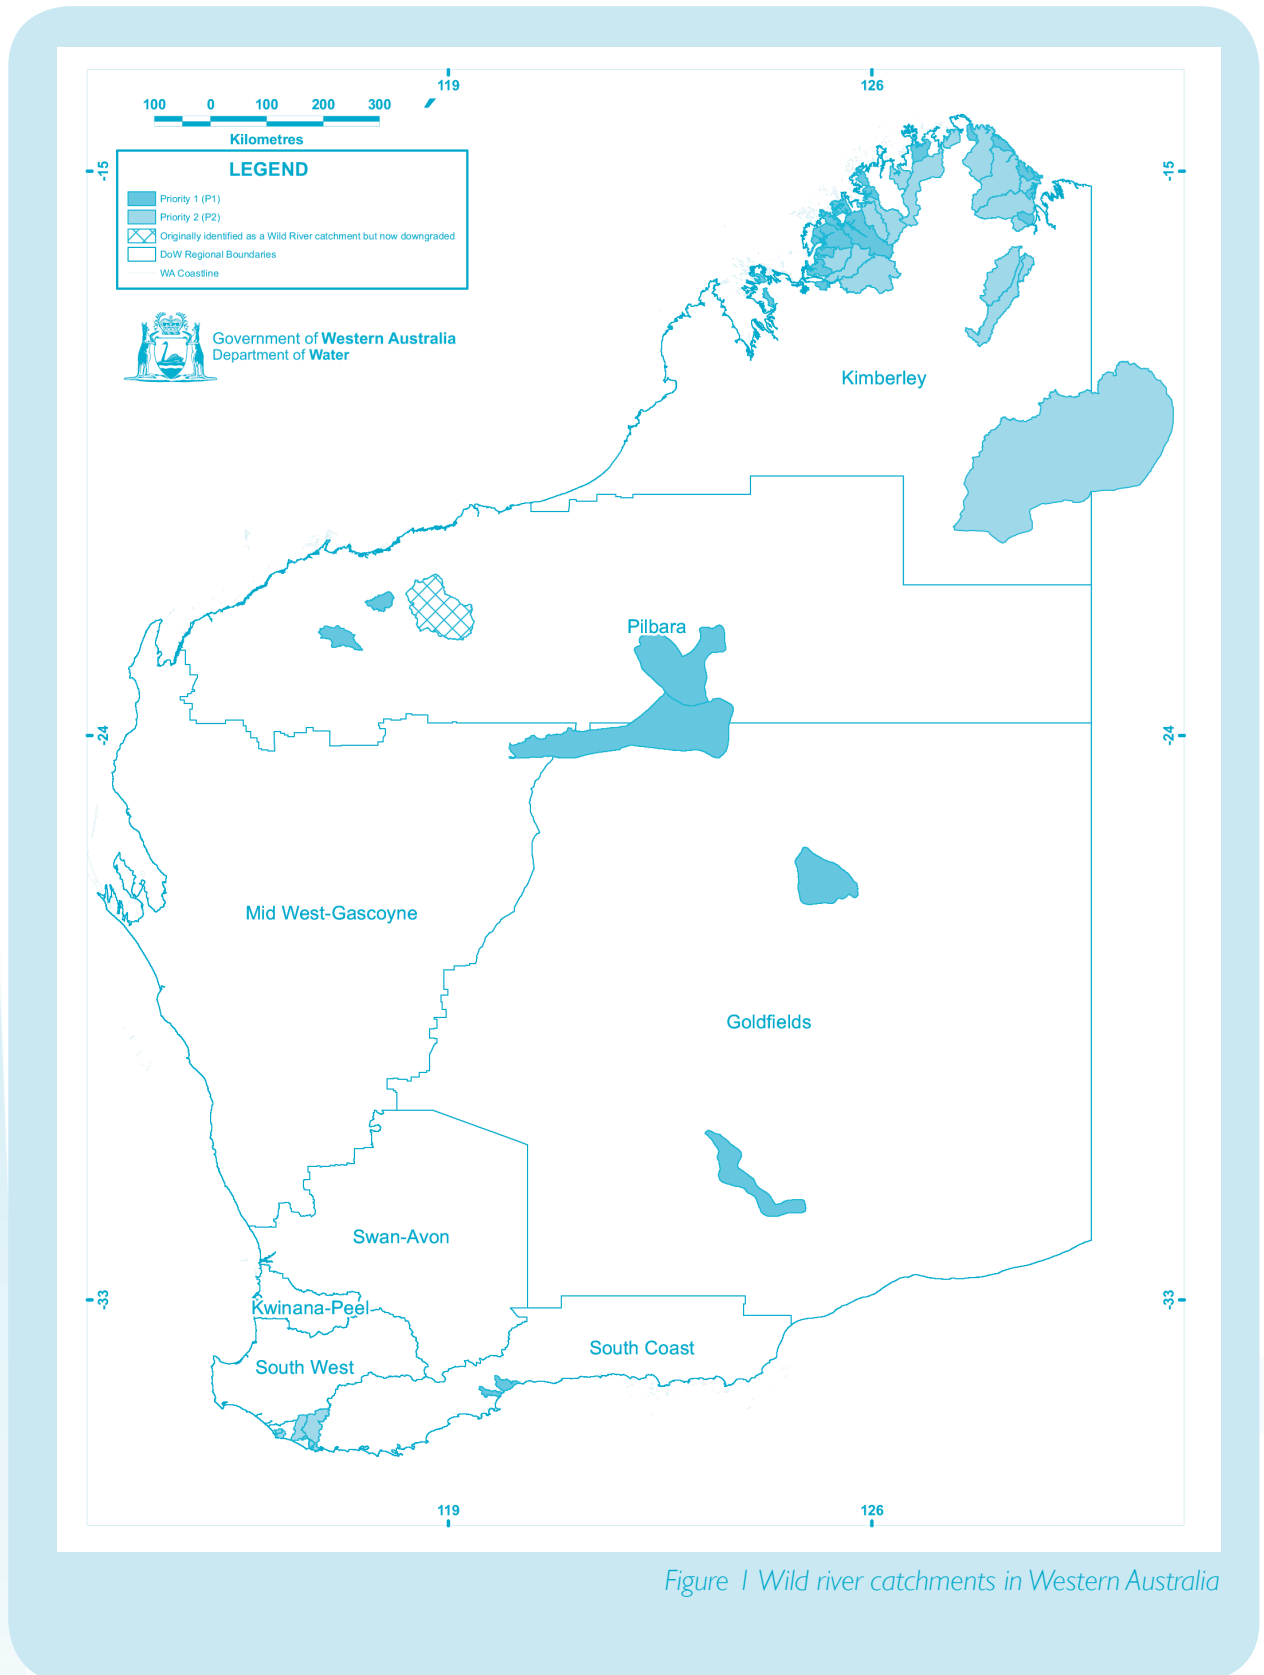 119
126
100 0 100 200 300
Kilometres
-15
-15
LEGEND
Priority 1 (P1)
Priority 2 (P2)
Originally identified as a Wild River catchment but now downgraded
DoW Regional Boundaries
WA Coastline
Government of Western Australia
Department of Water
Kimberley
Pilbara
-24
-24
Mid West-Gascoyne
Goldfields
Swan-Avon
-33
-33
Kwinana-Peel
South Coast
South West
119
126
Figure 1 Wild river catchments in Western Australia